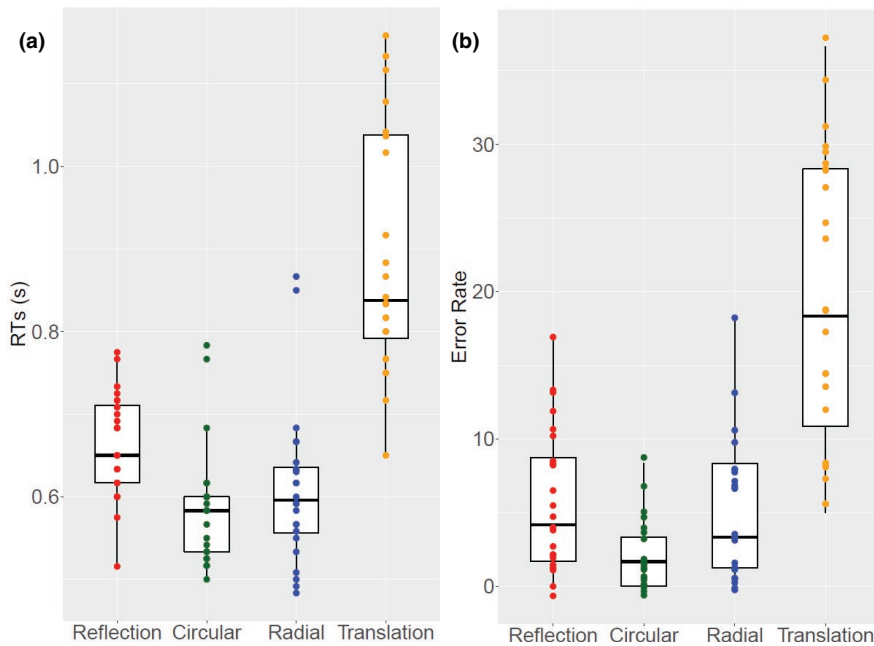 (a)
RTs (s)
1.0
0.8
0.6
Reflection Circular Radial Translation
(b)
Error Rate
30
20
10
0
Reflection Circular Radial Translation